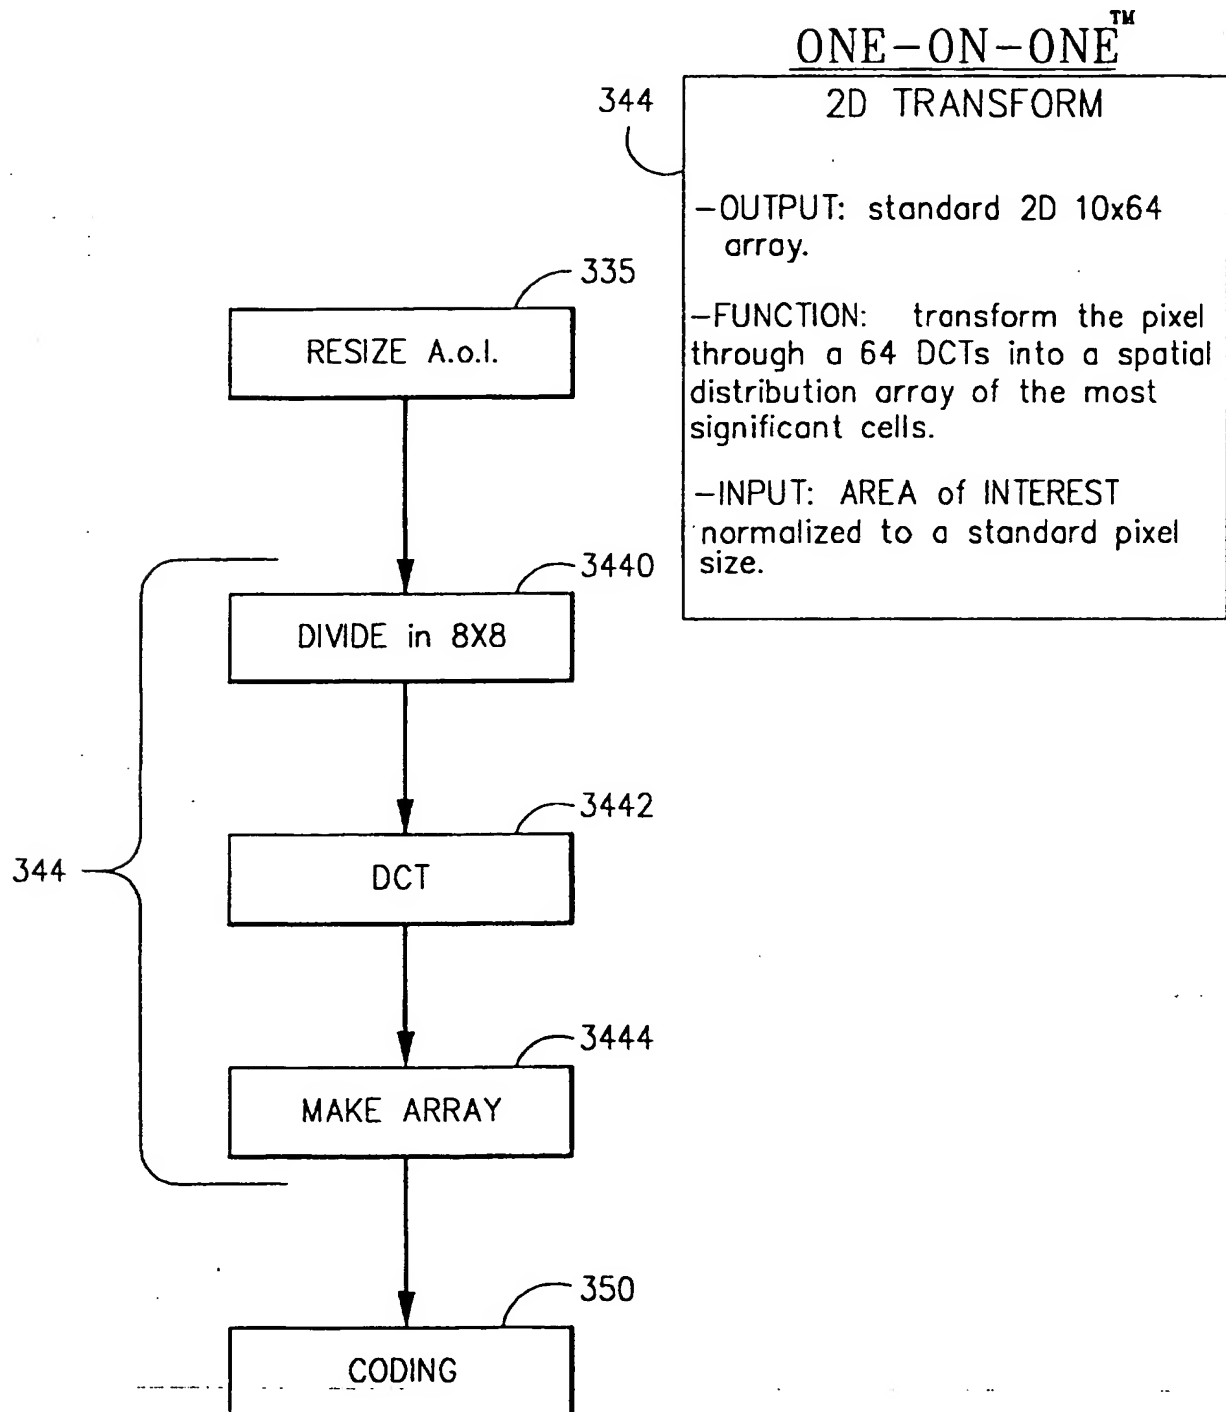 ONE-ON-ONE™
344
2D TRANSFORM
-OUTPUT: standard 2D 10x64
array.
-FUNCTION: transform the pixel
through a 64 DCTs into a spatial
distribution array of the most
significant cells.
-INPUT: AREA of INTEREST
normalized to a standard pixel
size.
335
RESIZE A.o.I.
3440
DIVIDE in 8X8
3442
DCT
344
3444
MAKE ARRAY
350
CODING